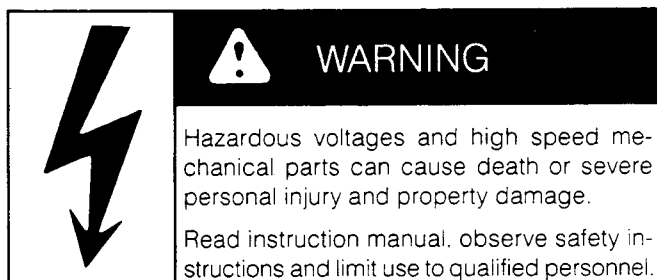 WARNING
Hazardous voltages and high speed me-
chanical parts can cause death or severe
personal injury and property damage.
Read instruction manual, observe safety in-
structions and limit use to qualified personnel.